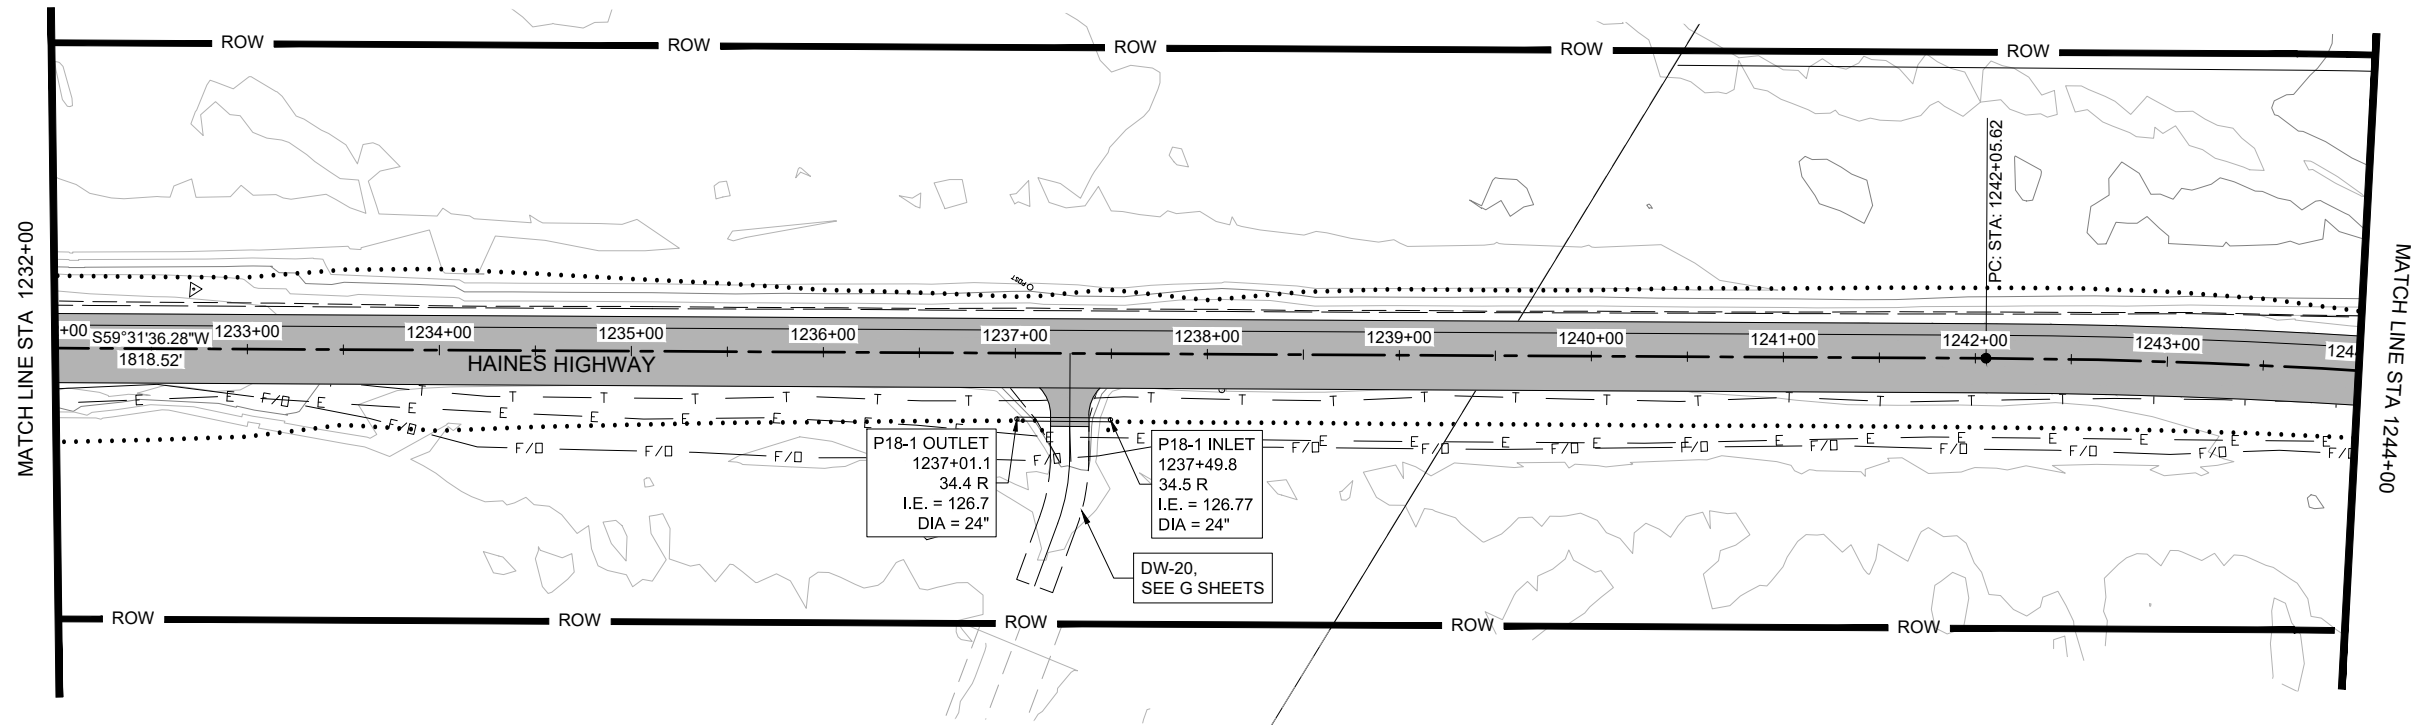 ROW
ROW
ROW
ROW
ROW
MATCH LINE STA 1232+00
PC: STA: 1242+05.62
MATCH LINE STA 1244+00
POST
+00
1233+00
1234+00
1235+00
1236+00
1237+00
1238+00
1239+00
1240+00
1241+00
1242+00
1243+00
124
S59°31'36.28"W
1818.52'
HAINES HIGHWAY
T T T T T T T T T T T T T T T T T T
E E E E E E E E E E E E E E E E E E E
F/O F/O F/O F/O F/O F/O F/O F/O F/O F/O F/O F/O F/O F/O F/O
P18-1 OUTLET
1237+01.1
34.4 R
I.E. = 126.7
DIA = 24"
P18-1 INLET
1237+49.8
34.5 R
I.E. = 126.77
DIA = 24"
DW-20,
SEE G SHEETS
ROW
ROW
ROW
ROW
ROW